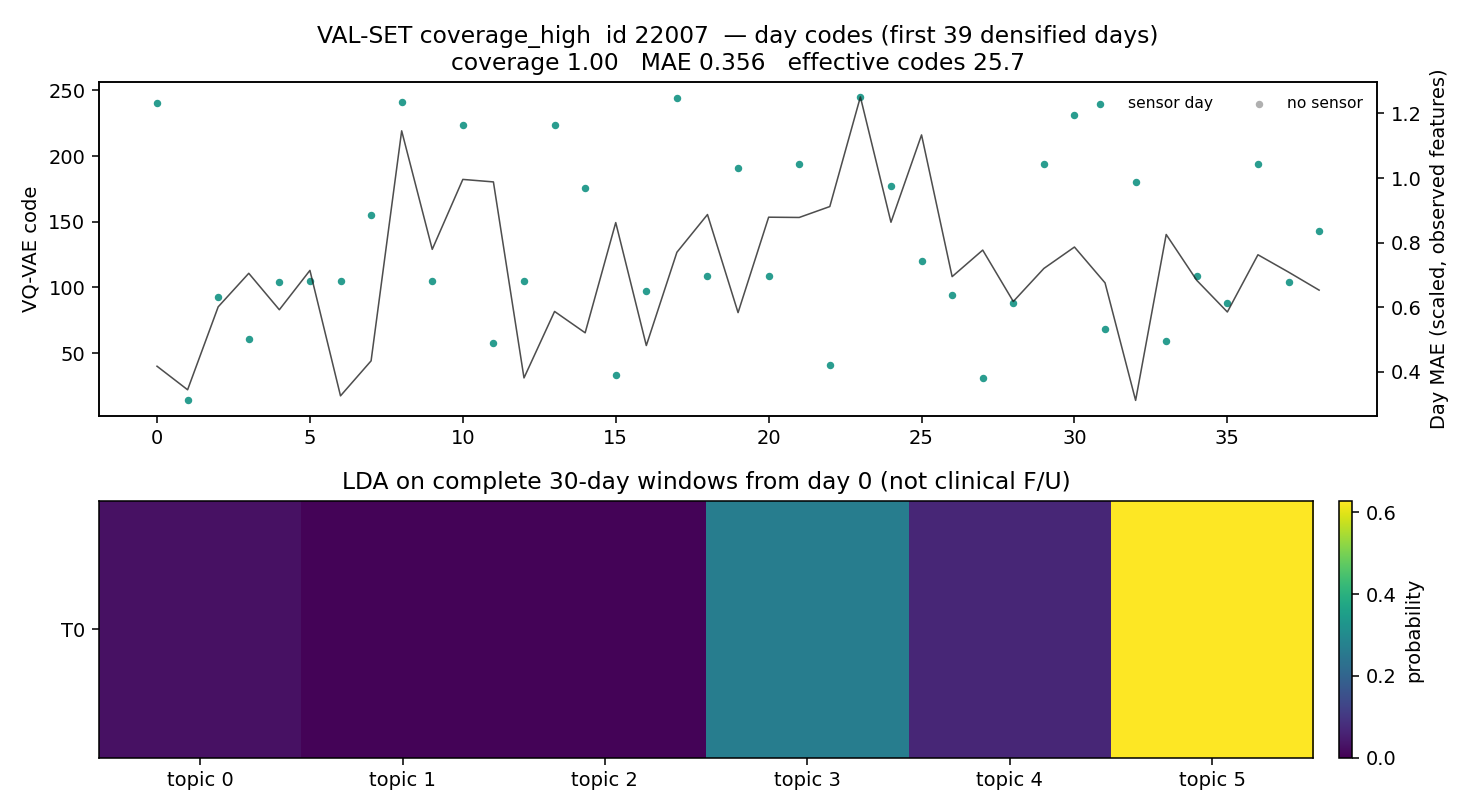 VAL-SET coverage_high  id 22007  — day codes (first 39 densified days)
coverage 1.00   MAE 0.356   effective codes 25.7
VQ-VAE code
250
200
150
100
50
sensor day
no sensor
1.2
1.0
0.8
0.6
0.4
Day MAE (scaled, observed features)
0 5 10 15 20 25 30 35
LDA on complete 30-day windows from day 0 (not clinical F/U)
T0
topic 0 topic 1 topic 2 topic 3 topic 4 topic 5
0.6
0.4
0.2
0.0
probability